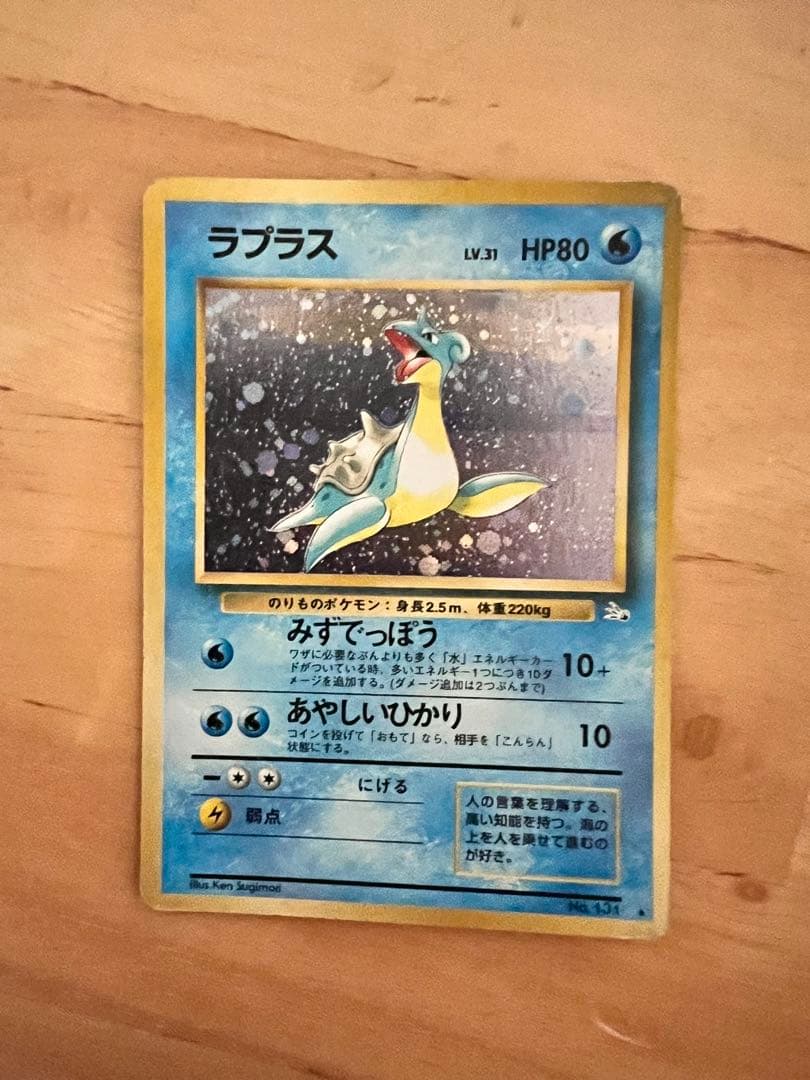 ラプラス LV.31 HP80
のりものポケモン：身長2.5m、体重220kg
みずでっぽう
ワザに必要なぶんよりも多く「水」エネルギーカー
ドがついている時、多いエネルギー1つにつき10ダ
メージを追加する。(ダメージ追加は2つぶんまで)
10+
あやしいひかり
コインを投げて「おもて」なら、相手を「こんらん」
状態にする。
10
にげる
弱点
人の言葉を理解する、
高い知能を持つ。海の
上を人を乗せて進むの
が好き。
Illus. Ken Sugimori
No. 131